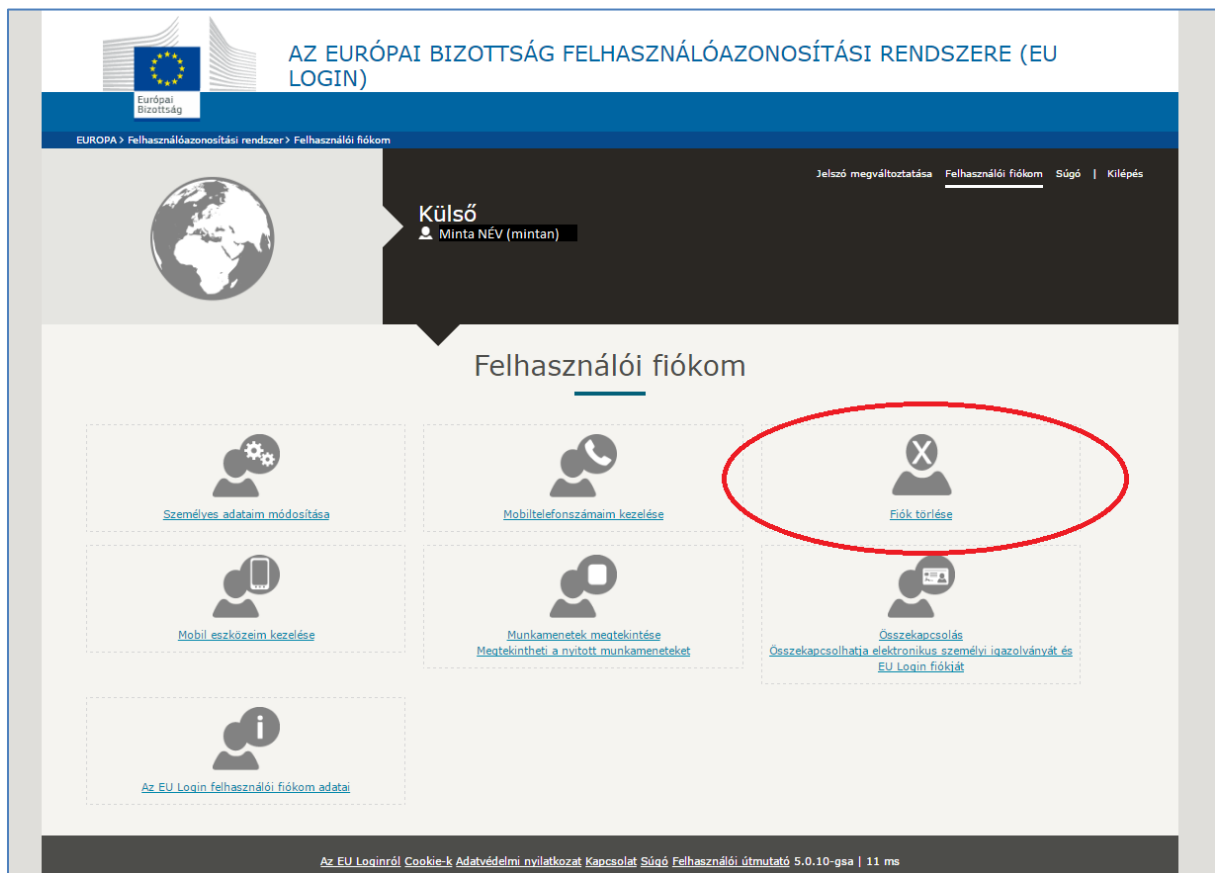 AZ EURÓPAI BIZOTTSÁG FELHASZNÁLÓAZONOSÍTÁSI RENDSZERE (EU
LOGIN)
Európai
Bizottság
EUROPA > Felhasználóazonosítási rendszer > Felhasználói fiókom
Jelszó megváltoztatása Felhasználói fiókom Súgó | Kilépés
Külső
Minta NÉV (mintan)
Felhasználói fiókom
Személyes adataim módosítása
Mobiltelefonszámaim kezelése
X
Fiók törlése
Mobil eszközeim kezelése
Munkamenetek megtekintése
Megtekintheti a nyitott munkameneteket
Összekapcsolás
Összekapcsolhatja elektronikus személyi igazolványát és
EU Login fiókját
i
Az EU Login felhasználói fiókom adatai
Az EU Loginról Cookie-k Adatvédelmi nyilatkozat Kapcsolat Súgó Felhasználói útmutató 5.0.10-gsa | 11 ms